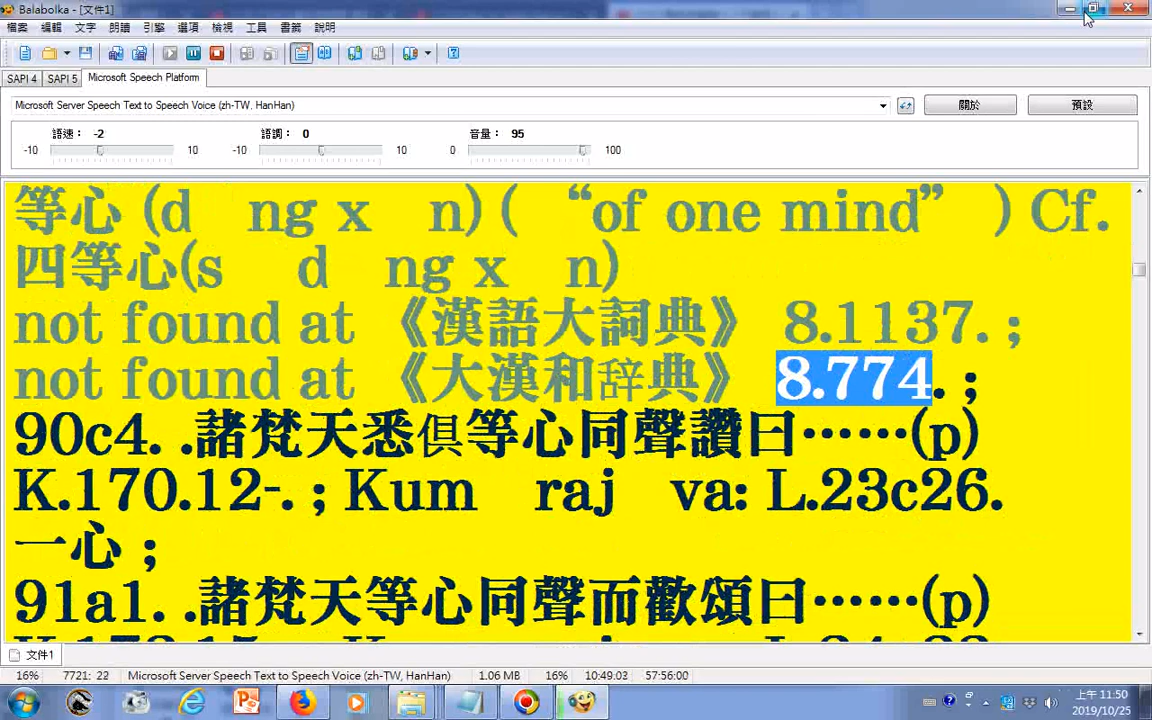 Balabolka - [文件1]
檔案 編輯 文字 朗讀 引擎 選項 檢視 工具 書籤 說明
SAPI 4 SAPI 5 Microsoft Speech Platform
Microsoft Server Speech Text to Speech Voice (zh-TW, HanHan)
關於 預設
語速： -2 語調： 0 音量： 95
-10 10 -10 10 0 100
等心 (d ng x n) ( “of one mind” ) Cf.
四等心(s d ng x n)
not found at 《漢語大詞典》 8.1137. ;
not found at 《大漢和辞典》 8.774. ;
90c4. .諸梵天悉俱等心同聲讚曰……(p)
K.170.12-. ; Kum raj va: L.23c26.
一心 ;
91a1. .諸梵天等心同聲而歡頌曰……(p)
文件1
16% 7721: 22 Microsoft Server Speech Text to Speech Voice (zh-TW, HanHan) 1.06 MB 16% 10:49:03 57:56:00
上午 11:50
2019/10/25